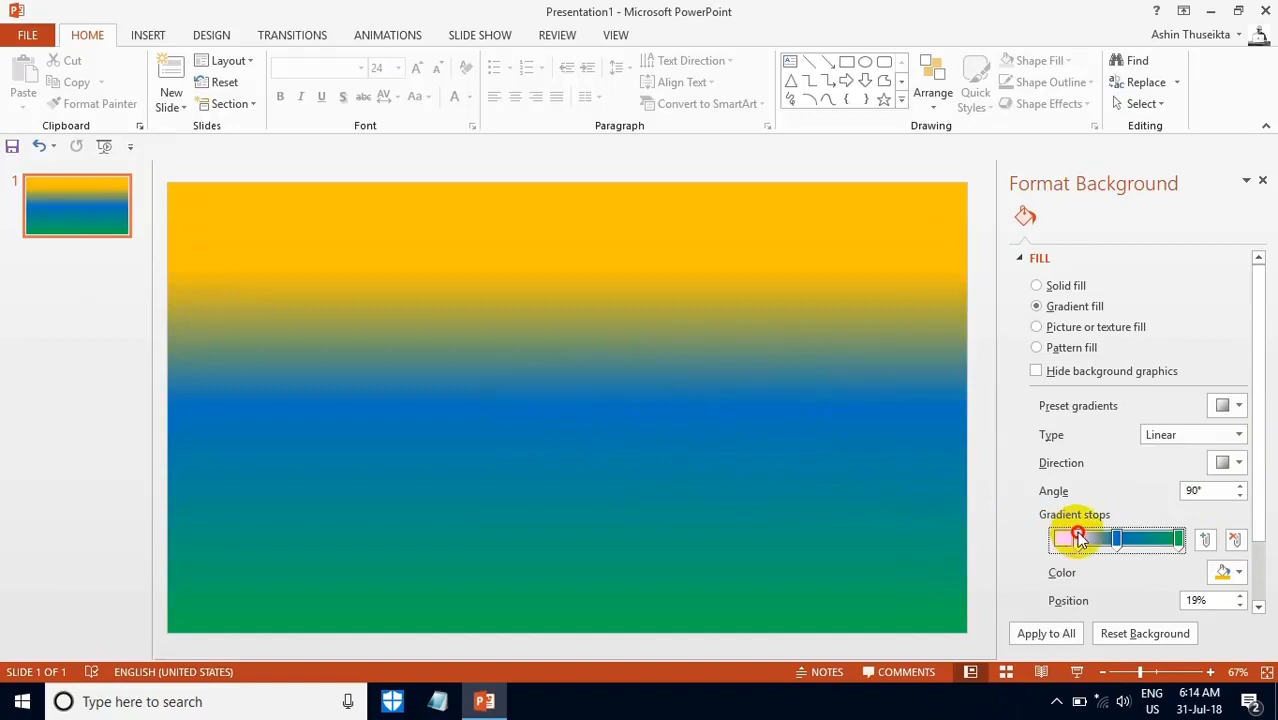 Presentation1 - Microsoft PowerPoint
?
FILE
HOME
INSERT
DESIGN
TRANSITIONS
ANIMATIONS
SLIDE SHOW
REVIEW
VIEW
Ashin Thuseikta
Paste
Cut
Copy
Format Painter
Clipboard
New
Slide
Layout
Reset
Section
Slides
24
B I U S abc AV Aa A
Font
Text Direction
Align Text
Convert to SmartArt
Paragraph
Arrange
Quick
Styles
Shape Fill
Shape Outline
Shape Effects
Drawing
Find
Replace
Select
Editing
1
Format Background
FILL
Solid fill
Gradient fill
Picture or texture fill
Pattern fill
Hide background graphics
Preset gradients
Type
Linear
Direction
Angle
90°
Gradient stops
Color
Position
19%
Apply to All
Reset Background
SLIDE 1 OF 1
ENGLISH (UNITED STATES)
NOTES
COMMENTS
67%
Type here to search
ENG
US
6:14 AM
31-Jul-18
2